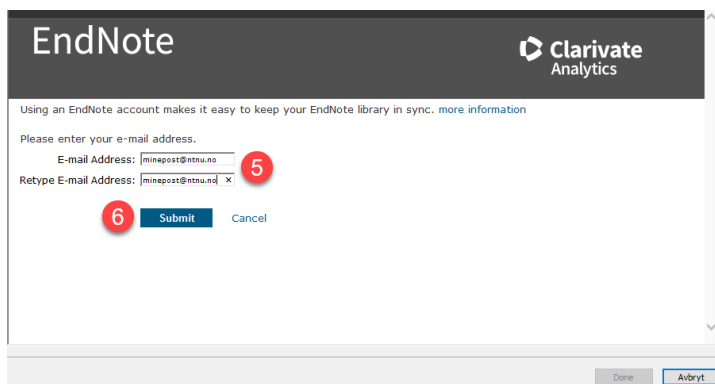 EndNote
Clarivate
Analytics
Using an EndNote account makes it easy to keep your EndNote library in sync. more information
Please enter your e-mail address.
E-mail Address: minepost@ntnu.no
5
Retype E-mail Address: minepost@ntnu.no ×
6 Submit Cancel
Done Avbryt